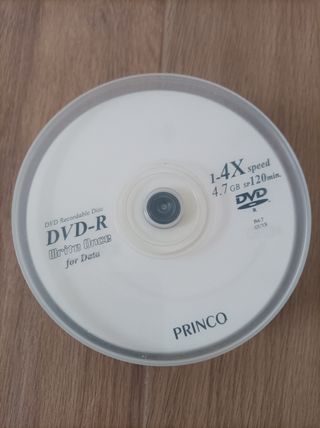 DVD Recordable Disc
DVD-R
Write Once
for Data
1-4X speed
4.7 GB SP 120 min.
DVD
R
PRINCO